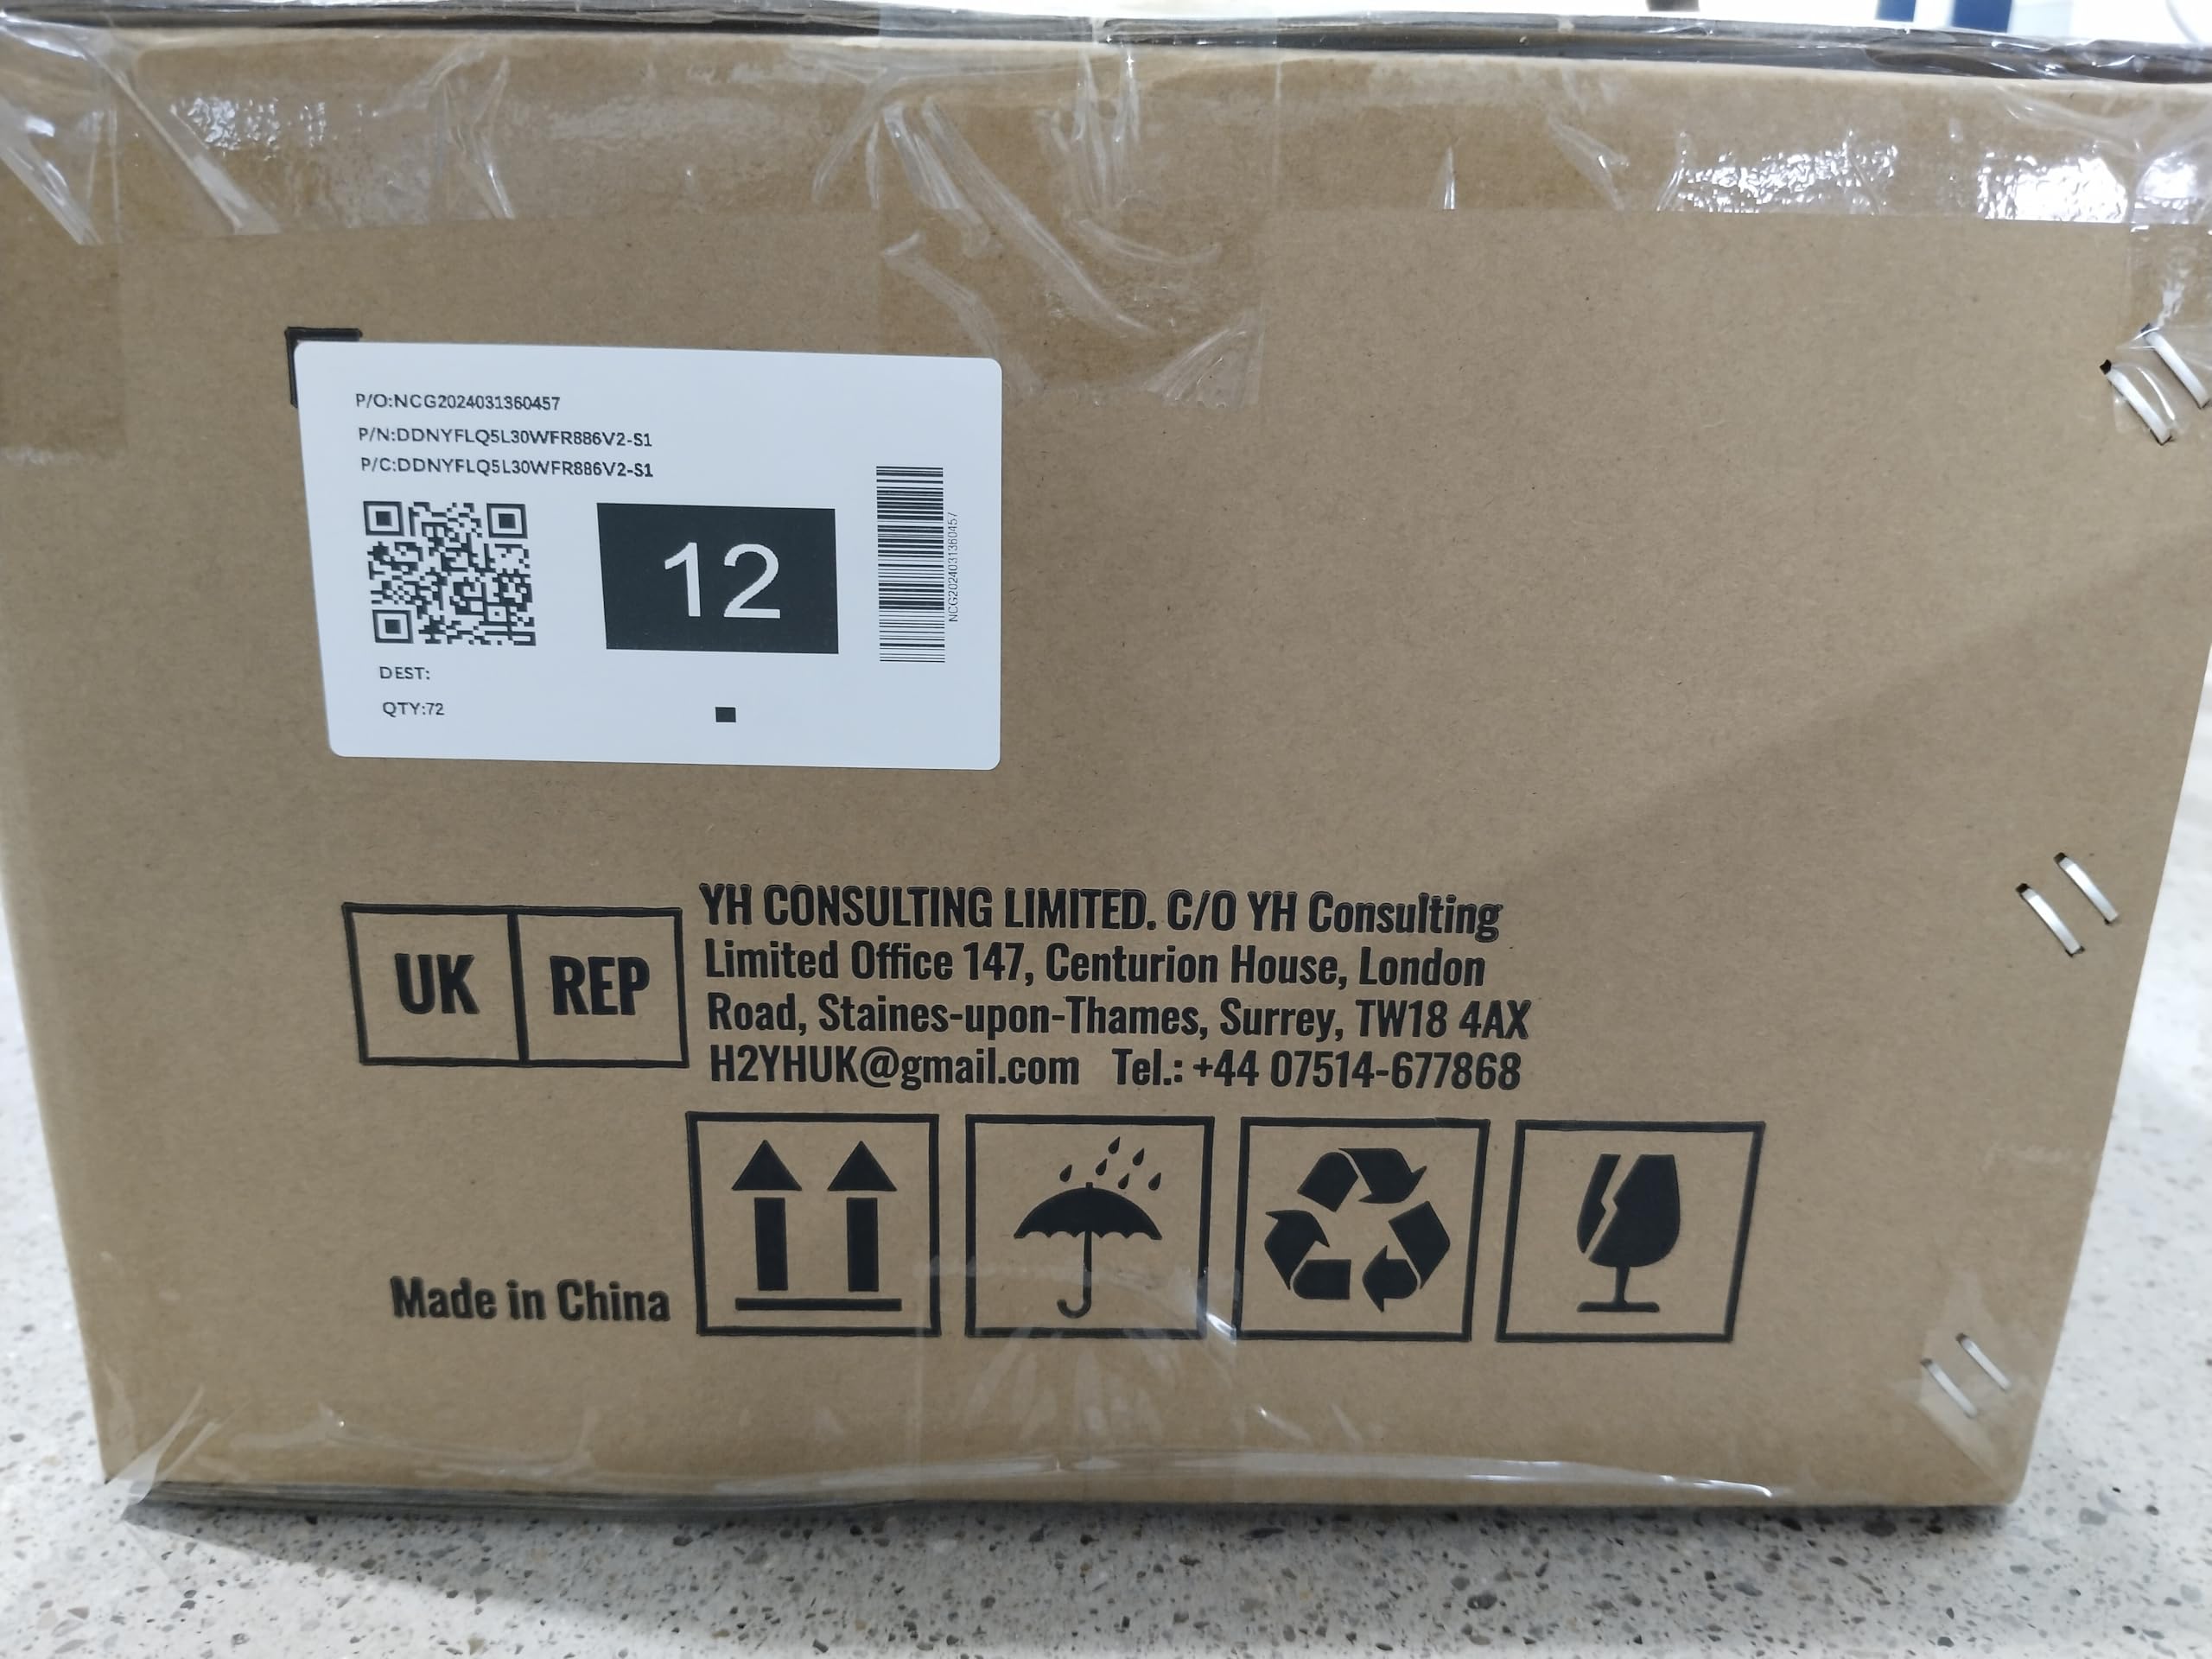 P/O:NCG2024031360457
P/N:DDNYFLQ5L30WFR886V2-S1
P/C:DDNYFLQ5L30WFR886V2-S1
12
NCG2024031360457
DEST:
QTY:72
UK REP
YH CONSULTING LIMITED. C/O YH Consulting
Limited Office 147, Centurion House, London
Road, Staines-upon-Thames, Surrey, TW18 4AX
H2YHUK@gmail.com Tel.: +44 07514-677868
Made in China